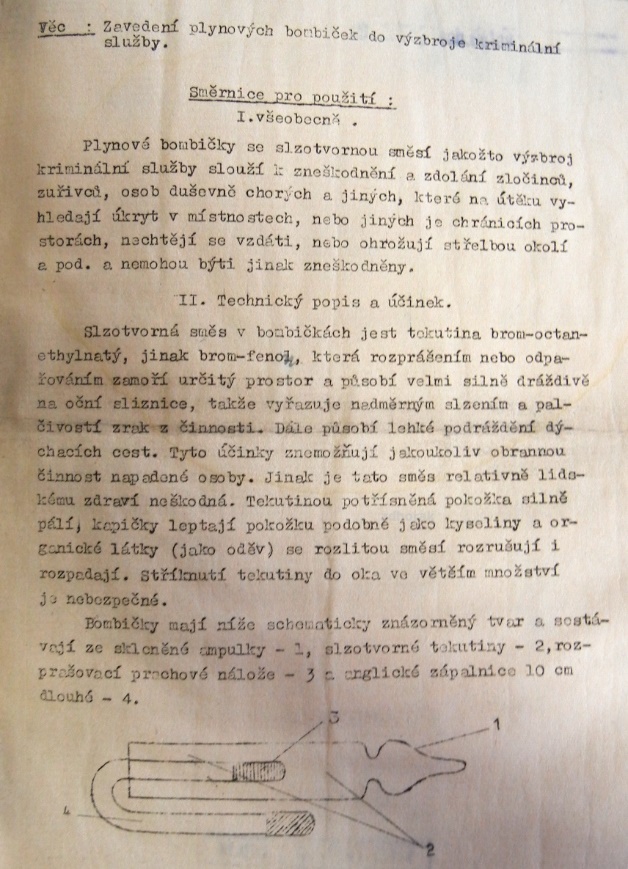 Věc : Zavedení plynových bombiček do výzbroje kriminální
služby.
Směrnice pro použití :
I.všeobecná .
Plynové bombičky se slzotvornou směsí jakožto výzbroj
kriminální služby slouží k zneškodnění a zdolání zločinců,
zuřivců, osob duševně chorých a jiných, které na útěku vy-
hledají úkryt v místnostech, nebo jiných je chránících pro-
storách, nechtějí se vzdáti, nebo ohrožují střelbou okolí
a pod. a nemohou býti jinak zneškodněny.
II. Technický popis a účinek.
Slzotvorná směs v bombičkách jest tekutina brom-octan-
ethylnatý, jinak brom-fenol, která rozprášením nebo odpa-
řováním zamoří určitý prostor a působí velmi silně dráždivě
na oční sliznice, takže vyřazuje nadměrným slzením a pal-
čivostí zrak z činnosti. Dále působí lehké podráždění dý-
chacích cest. Tyto účinky znemožňují jakoukoliv obrannou
činnost napadené osoby. Jinak je tato směs relativně lids-
kému zdraví neškodná. Tekutinou potřísněná pokožka silně
pálí, kapičky leptají pokožku podobně jako kyseliny a or-
ganické látky (jako oděv) se rozlitou směsí rozrušují i
rozpadají. Stříknutí tekutiny do oka ve větším množství
je nebezpečné.
Bombičky mají níže schematicky znázorněný tvar a sestá-
vají ze skleněné ampulky - 1, slzotvorné tekutiny - 2,roz-
prašovací prachové nálože - 3 a anglické zápalnice 10 cm
dlouhé - 4.
3
1
4
2